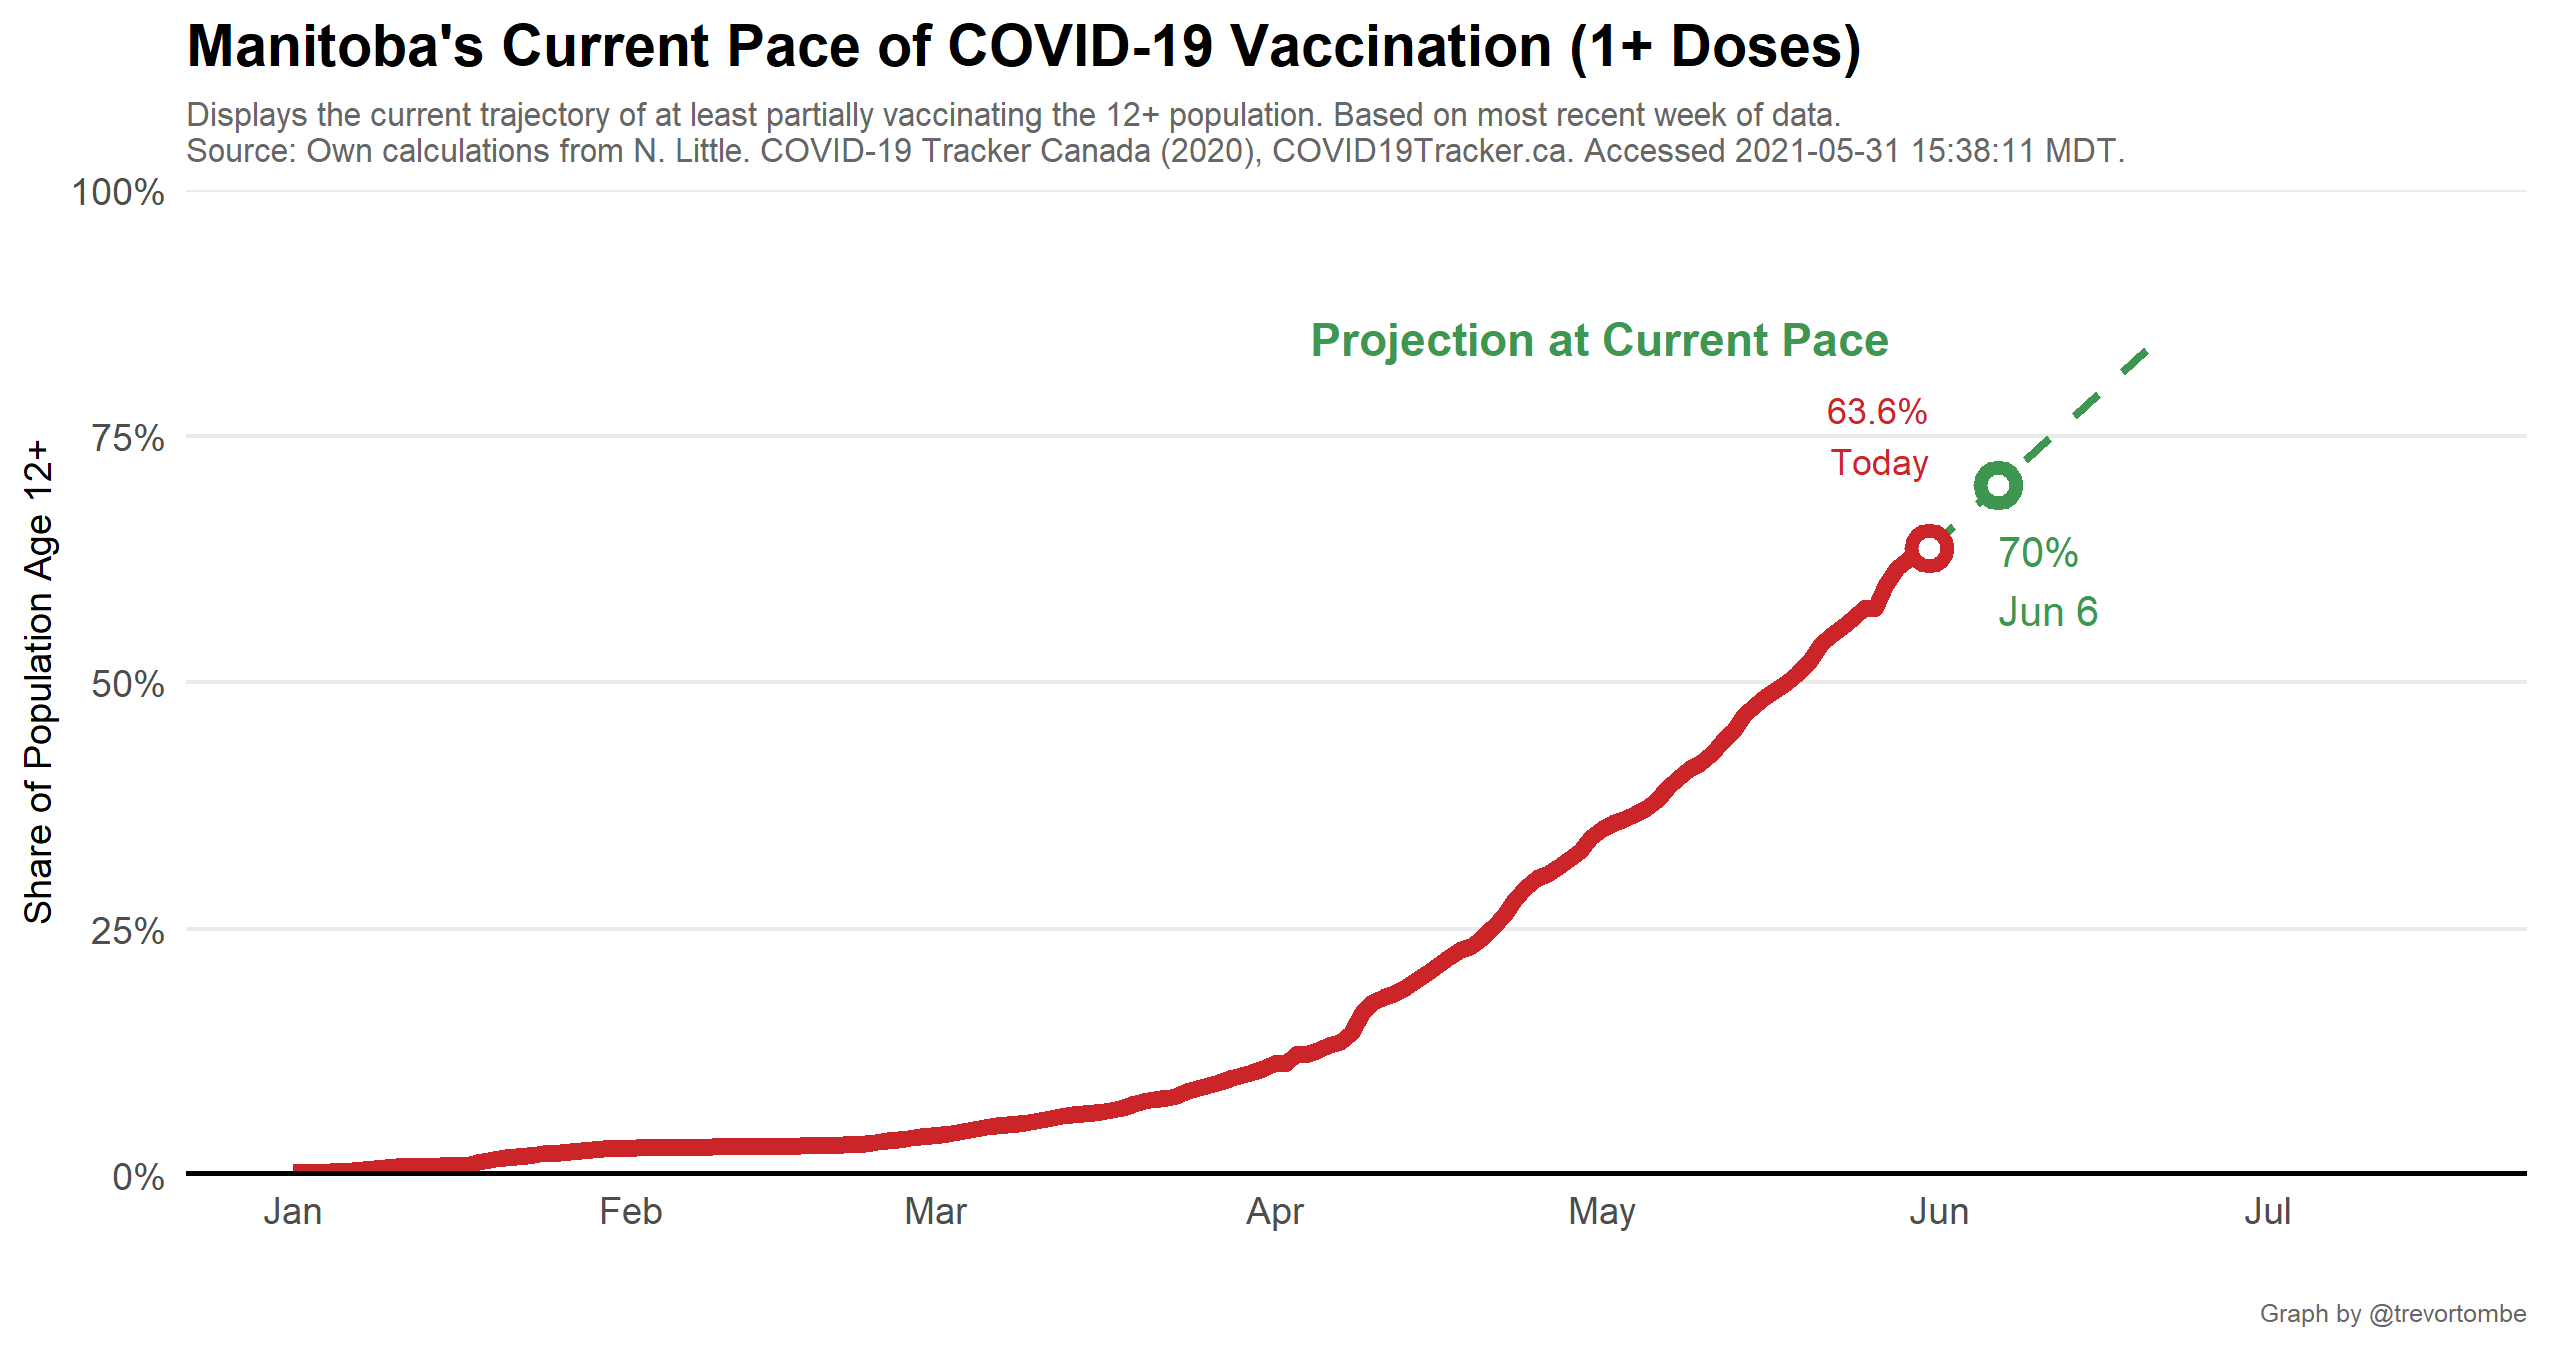 Manitoba's Current Pace of COVID-19 Vaccination (1+ Doses)
Displays the current trajectory of at least partially vaccinating the 12+ population. Based on most recent week of data.
Source: Own calculations from N. Little. COVID-19 Tracker Canada (2020), COVID19Tracker.ca. Accessed 2021-05-31 15:38:11 MDT.
100%
Projection at Current Pace
63.6%
Today
75%
70%
Jun 6
Share of Population Age 12+
50%
25%
0%
Jan Feb Mar Apr May Jun Jul
Graph by @trevortombe